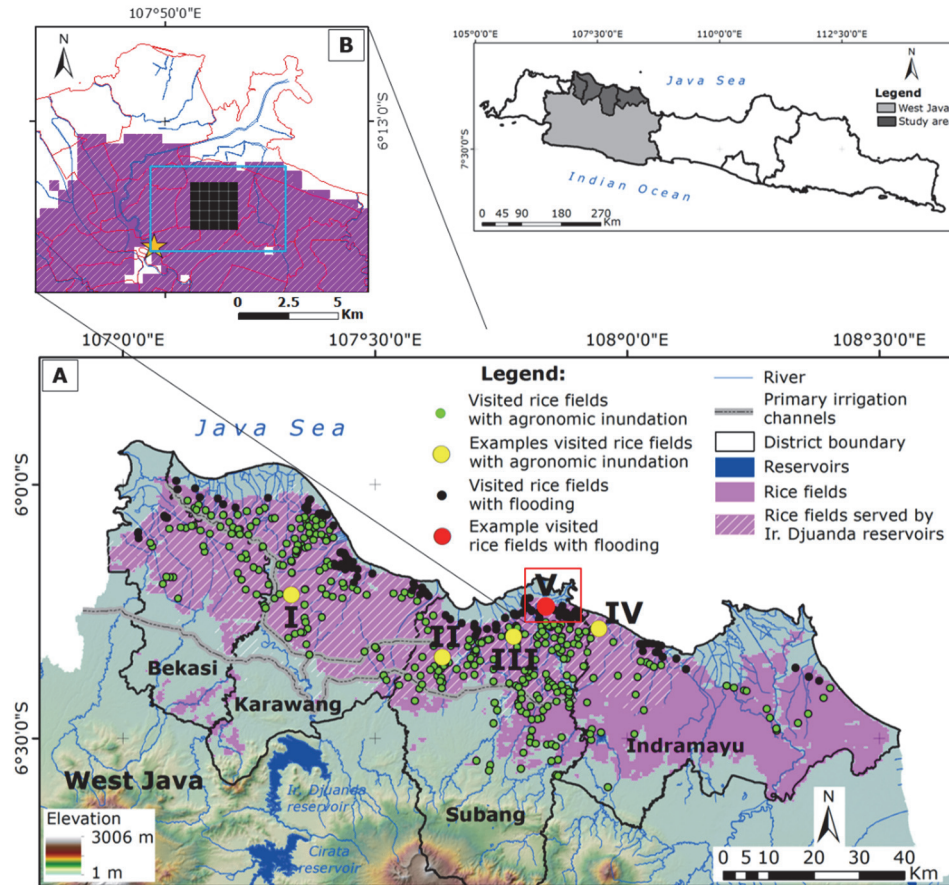 107°50'0"E
B
N
6°13'0"S
0 2.5 5
Km
105°0'0"E 107°30'0"E 110°0'0"E 112°30'0"E
N
Java Sea
Legend
West Java
Study area
7°30'0"S
Indian Ocean
0 45 90 180 270
Km
107°0'0"E 107°30'0"E 108°0'0"E 108°30'0"E
A
Legend:
Visited rice fields
with agronomic inundation
Examples visited rice fields
with agronomic inundation
Visited rice fields
with flooding
Example visited
rice fields with flooding
River
Primary irrigation
channels
District boundary
Reservoirs
Rice fields
Rice fields served by
Ir. Djuanda reservoirs
Java Sea
6°0'0"S
V
I
II
III
IV
Bekasi
Karawang
Indramayu
6°30'0"S
West Java
Ir. Djuanda
reservoir
Subang
Cirata
reservoir
Elevation
3006 m
1 m
N
0 5 10 20 30 40
Km